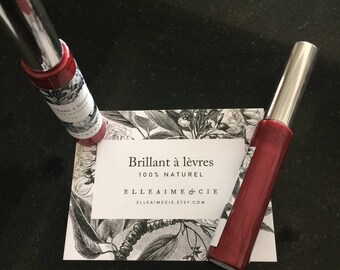 Brillant à lèvres
100% NATUREL
ELLEAIME & CIE
ELLEAIMECIE.ETSY.COM